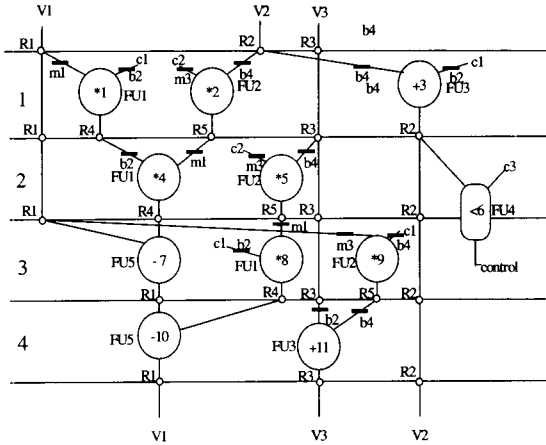 V1 V2 V3
b4
R1 R2 R3
m1 c1 b2 c2 m3 b4 b4 b4 c1 b2
1 *1 FU1 *2 FU2 +3 FU3
R1 R4 R5 R3 R2
b2 m1 c2 m3 b4 c3
2 FU1 *4 FU2 *5 <6 FU4
R1 R4 R5 R3 R2
m1 c1 b2 m3 c1 b4
control
3 FU5 -7 FU1 *8 FU2 *9
R1 R4 R3 R5 R2
b2 b4
4 FU5 -10 FU3 +11
R1 R3 R2
V1 V3 V2